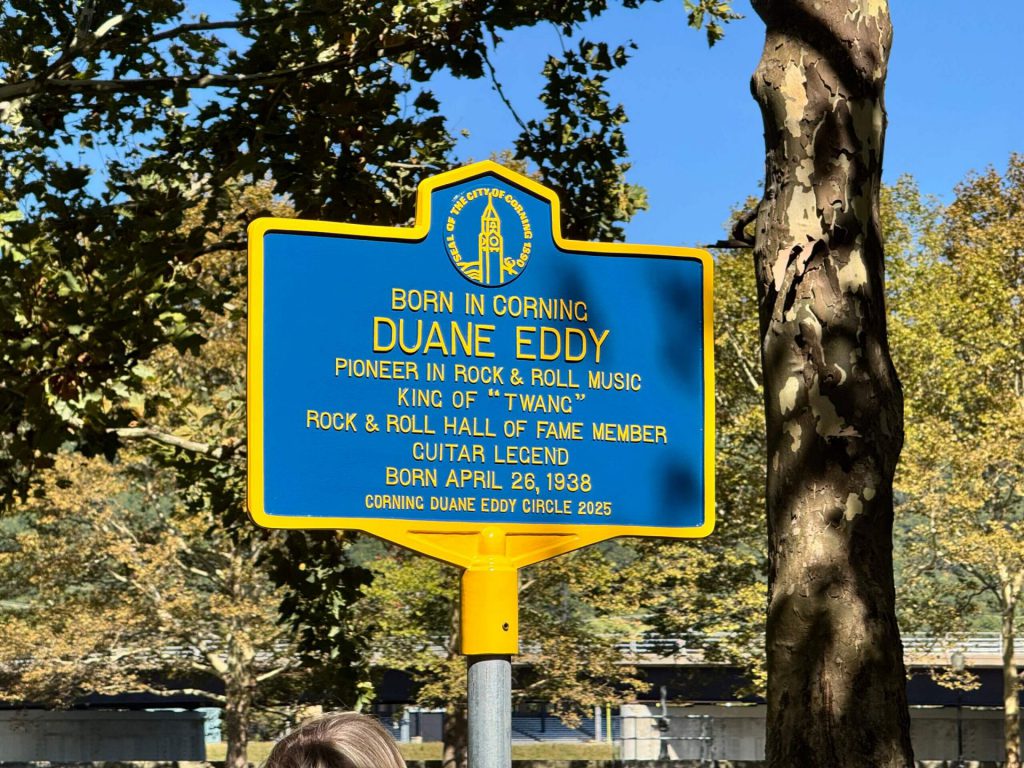 SEAL OF THE CITY OF CORNING 1890
BORN IN CORNING
DUANE EDDY
PIONEER IN ROCK & ROLL MUSIC
KING OF "TWANG"
ROCK & ROLL HALL OF FAME MEMBER
GUITAR LEGEND
BORN APRIL 26, 1938
CORNING DUANE EDDY CIRCLE 2025